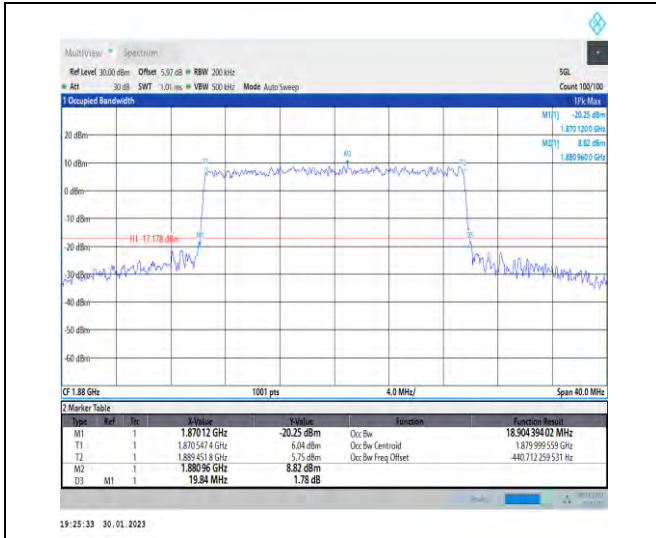 MultiView Spectrum
Ref Level 30.00 dBm Offset 5.97 dB RBW 200 kHz SGL
Att 30 dB SWT 1.01 ms VBW 500 kHz Mode Auto Sweep Count 100/100
1 Occupied Bandwidth 1Pk Max
M1[1] -20.25 dBm
1.870 1200 GHz
M2[1] 8.82 dBm
1.880 9600 GHz
20 dBm
10 dBm
0 dBm
-10 dBm
-20 dBm
-30 dBm
-40 dBm
-50 dBm
-60 dBm
T1
M2
H1 -17.178 dBm
M1
D3
CF 1.88 GHz 1001 pts 4.0 MHz/ Span 40.0 MHz
2 Marker Table
Type Ref Trc X-Value Y-Value Function Function Result
M1 1 1.87012 GHz -20.25 dBm Occ Bw 18.904 394 02 MHz
T1 1 1.870 547 4 GHz 6.04 dBm Occ Bw Centroid 1.879 999 559 GHz
T2 1 1.889 451 8 GHz 5.75 dBm Occ Bw Freq Offset -440.712 259 531 Hz
M2 1 1.880 96 GHz 8.82 dBm
D3 M1 1 19.84 MHz 1.78 dB
19:25:33 30.01.2023